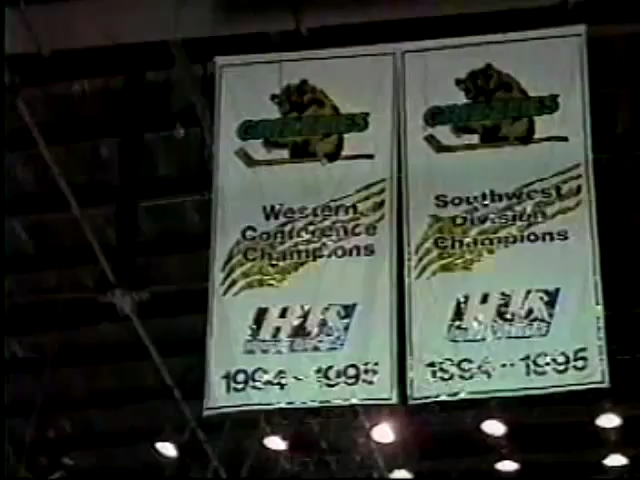 GRIZZLIES
Western
Conference
Champions
IHL
1994-1995
GRIZZLIES
Southwest
Division
Champions
IHL
1994-1995